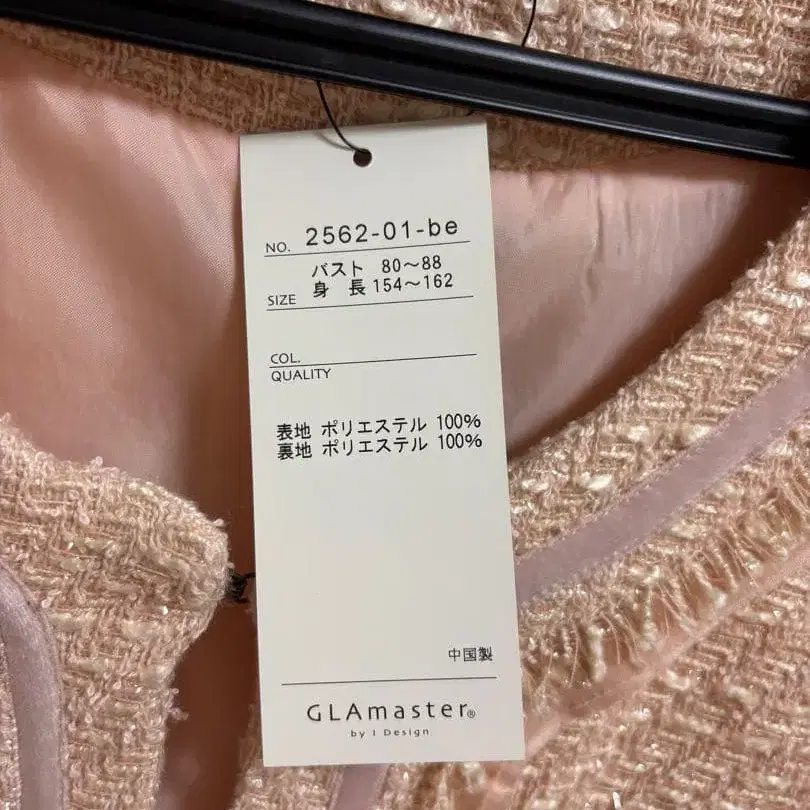 NO. 2562-01-be
バスト 80～88
SIZE 身 長 154～162
COL.
QUALITY
表地 ポリエステル 100%
裏地 ポリエステル 100%
中国製
GLAmaster®
by I Design